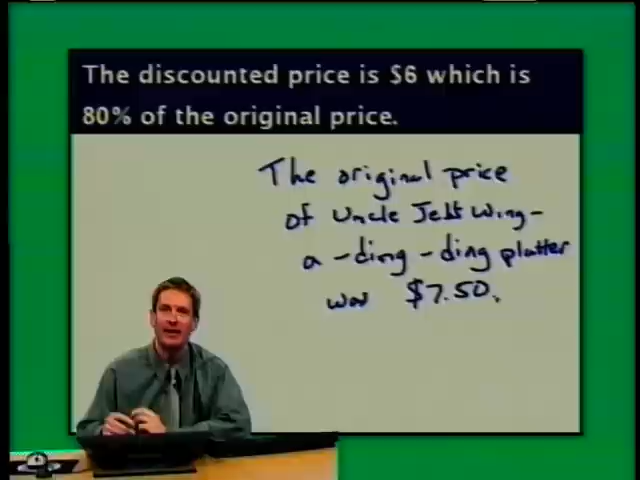 The discounted price is $6 which is
80% of the original price.
The original price
of Uncle Jeb's Wing-
a-ding-ding platter
was $7.50.